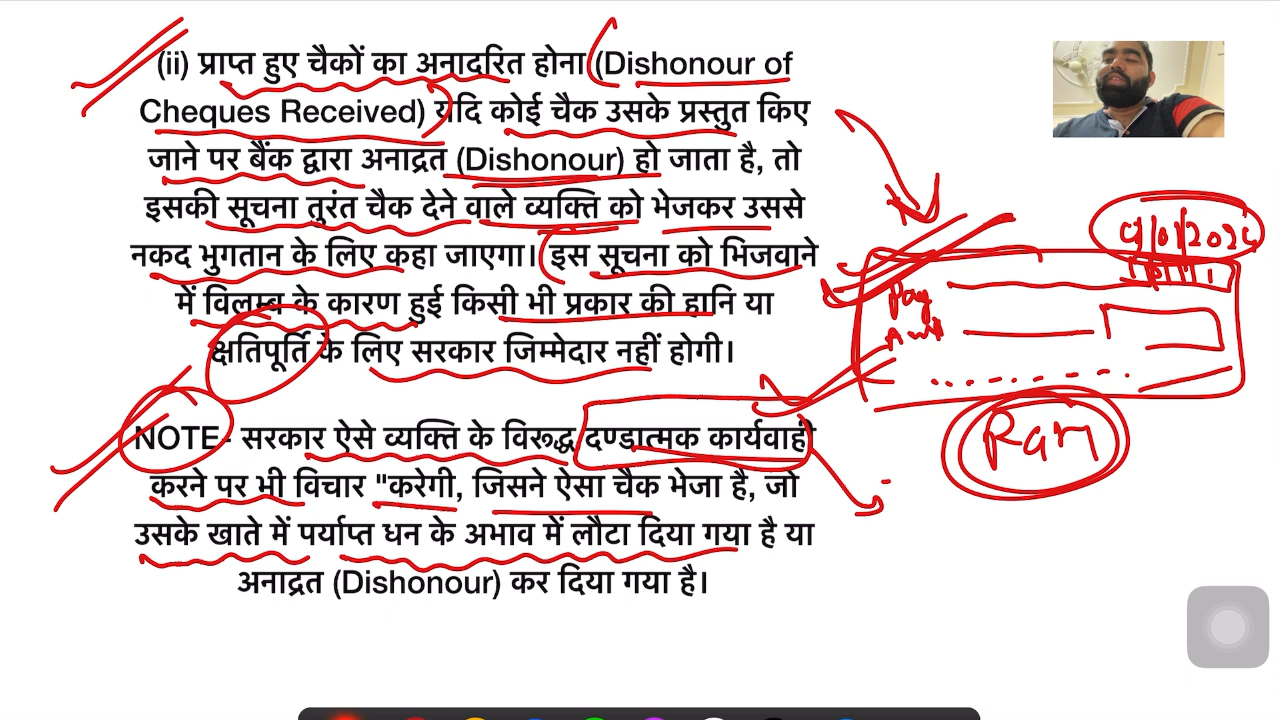 (ii) प्राप्त हुए चैकों का अनादरित होना (Dishonour of
Cheques Received) यदि कोई चैक उसके प्रस्तुत किए
जाने पर बैंक द्वारा अनाद्रत (Dishonour) हो जाता है, तो
इसकी सूचना तुरंत चैक देने वाले व्यक्ति को भेजकर उससे
नकद भुगतान के लिए कहा जाएगा। इस सूचना को भिजवाने
में विलम्ब के कारण हुई किसी भी प्रकार की हानि या
क्षतिपूर्ति के लिए सरकार जिम्मेदार नहीं होगी।
NOTE- सरकार ऐसे व्यक्ति के विरूद्ध दण्डात्मक कार्यवाही
करने पर भी विचार "करेगी, जिसने ऐसा चैक भेजा है, जो
उसके खाते में पर्याप्त धन के अभाव में लौटा दिया गया है या
अनाद्रत (Dishonour) कर दिया गया है।
Pay
Ram